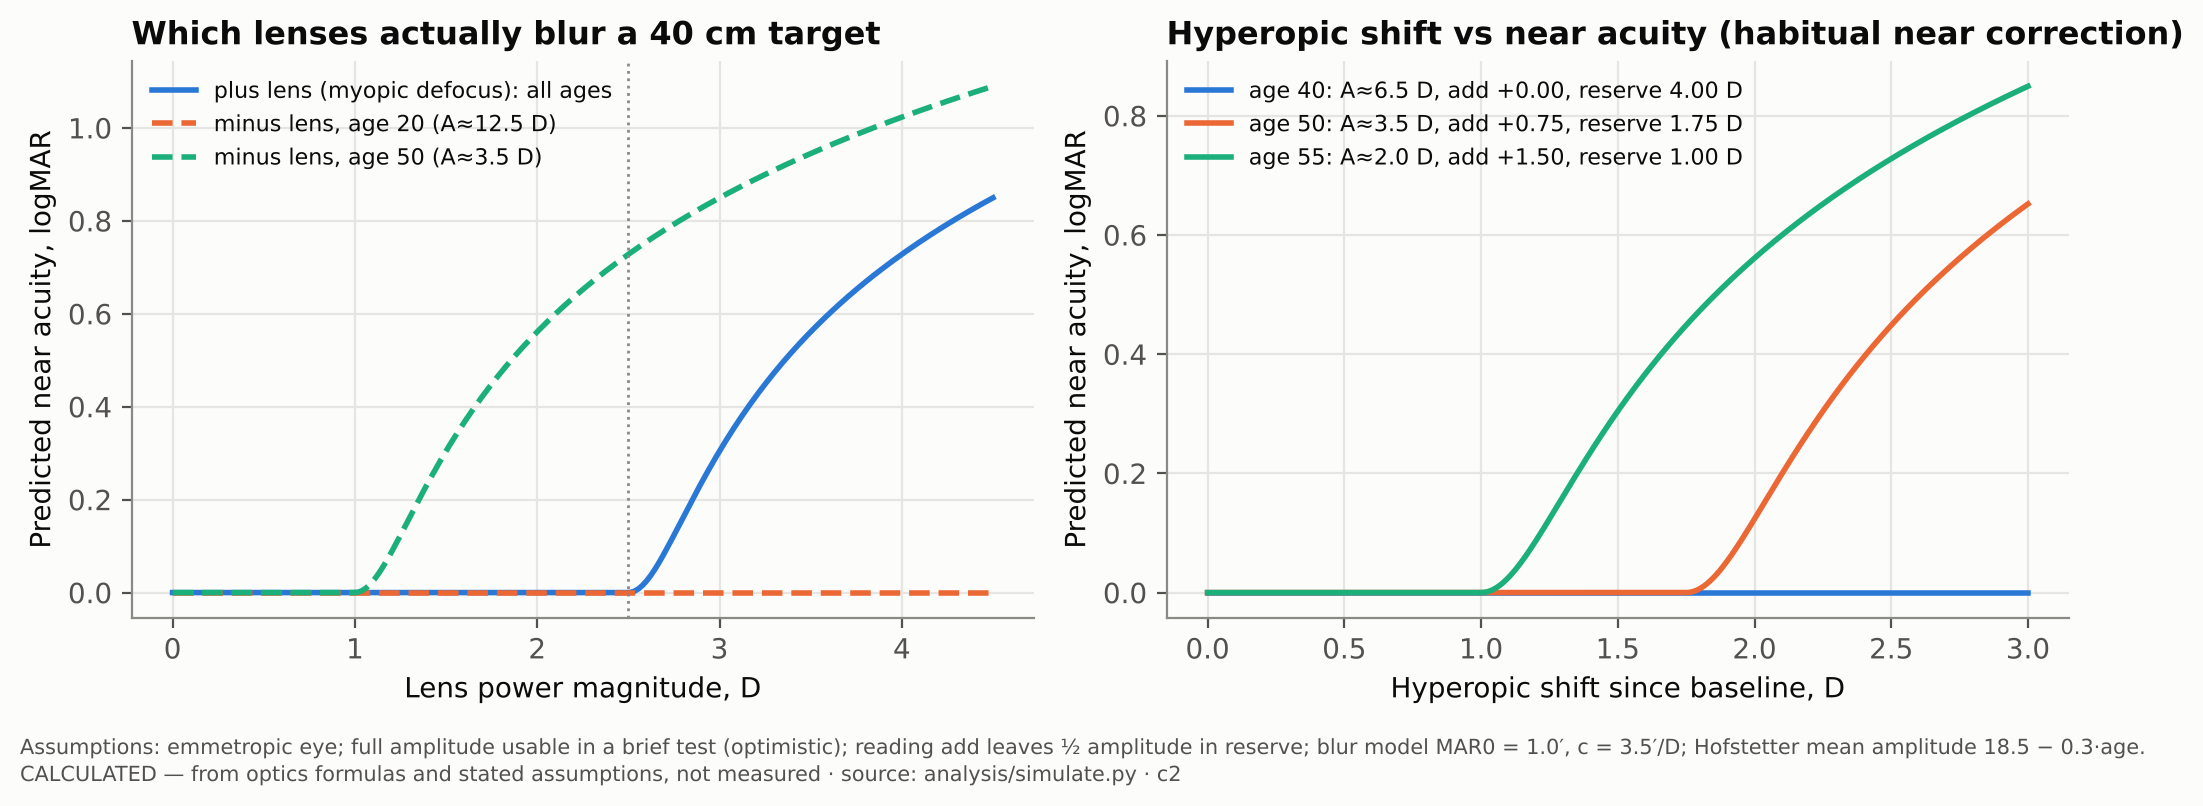 Which lenses actually blur a 40 cm target
Predicted near acuity, logMAR
plus lens (myopic defocus): all ages
minus lens, age 20 (A≈12.5 D)
minus lens, age 50 (A≈3.5 D)
1.0
0.8
0.6
0.4
0.2
0.0
0 1 2 3 4
Lens power magnitude, D
Hyperopic shift vs near acuity (habitual near correction)
Predicted near acuity, logMAR
age 40: A≈6.5 D, add +0.00, reserve 4.00 D
age 50: A≈3.5 D, add +0.75, reserve 1.75 D
age 55: A≈2.0 D, add +1.50, reserve 1.00 D
0.8
0.6
0.4
0.2
0.0
0.0 0.5 1.0 1.5 2.0 2.5 3.0
Hyperopic shift since baseline, D
Assumptions: emmetropic eye; full amplitude usable in a brief test (optimistic); reading add leaves ½ amplitude in reserve; blur model MAR0 = 1.0′, c = 3.5′/D; Hofstetter mean amplitude 18.5 − 0.3·age.
CALCULATED — from optics formulas and stated assumptions, not measured · source: analysis/simulate.py · c2